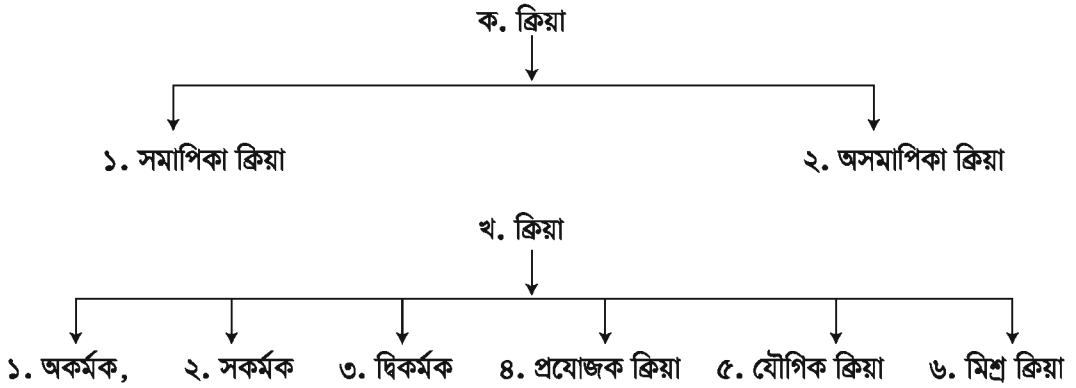 ক. ক্রিয়া
১. সমাপিকা ক্রিয়া ২. অসমাপিকা ক্রিয়া
খ. ক্রিয়া
১. অকর্মক, ২. সকর্মক ৩. দ্বিকর্মক ৪. প্রযোজক ক্রিয়া ৫. যৌগিক ক্রিয়া ৬. মিশ্র ক্রিয়া